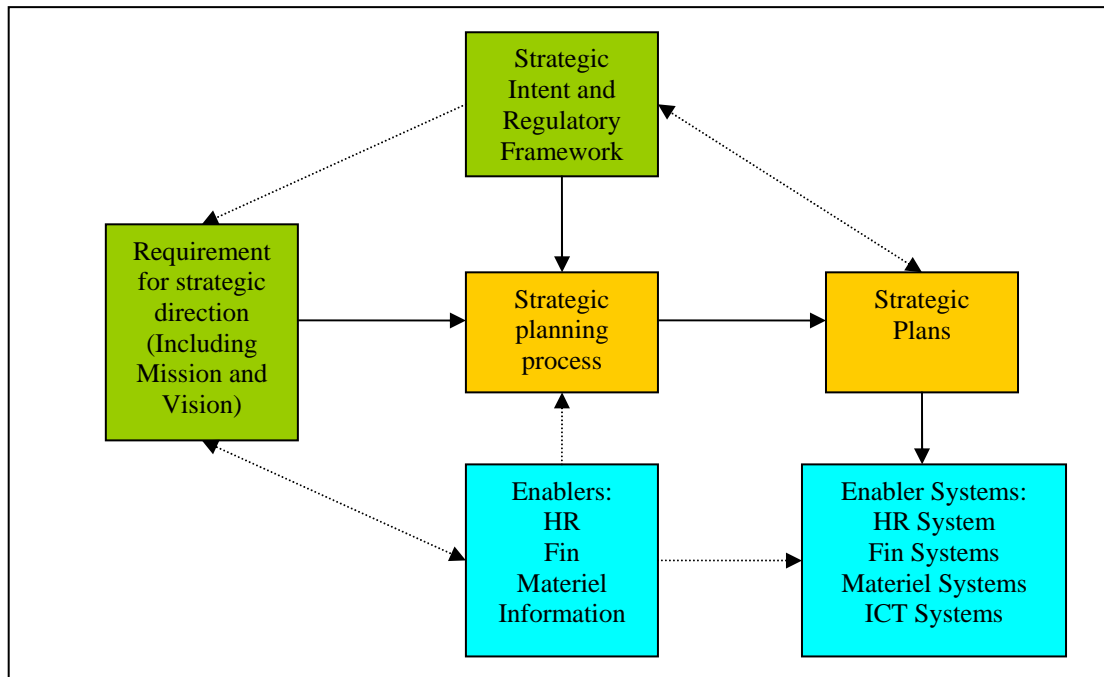 Strategic
Intent and
Regulatory
Framework
Requirement
for strategic
direction
(Including
Mission and
Vision)
Strategic
planning
process
Strategic
Plans
Enablers:
HR
Fin
Materiel
Information
Enabler Systems:
HR System
Fin Systems
Materiel Systems
ICT Systems